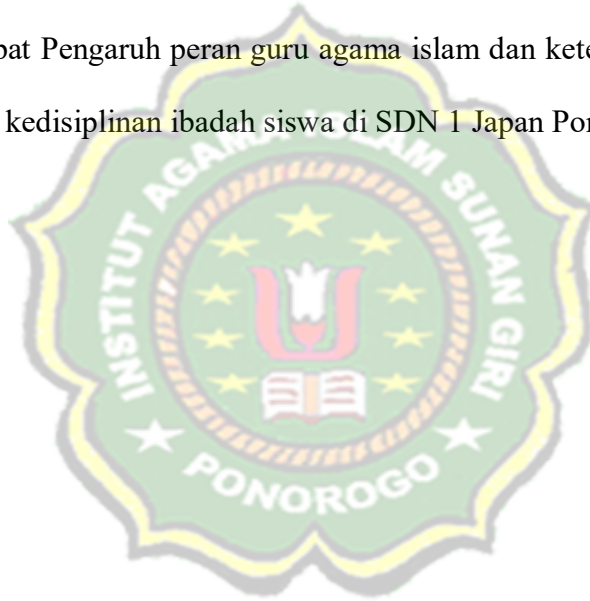 pat Pengaruh peran guru agama islam dan kete
kedisiplinan ibadah siswa di SDN 1 Japan Por
INSTITUT AGAMA ISLAM SUNAN GIRI
PONOROGO